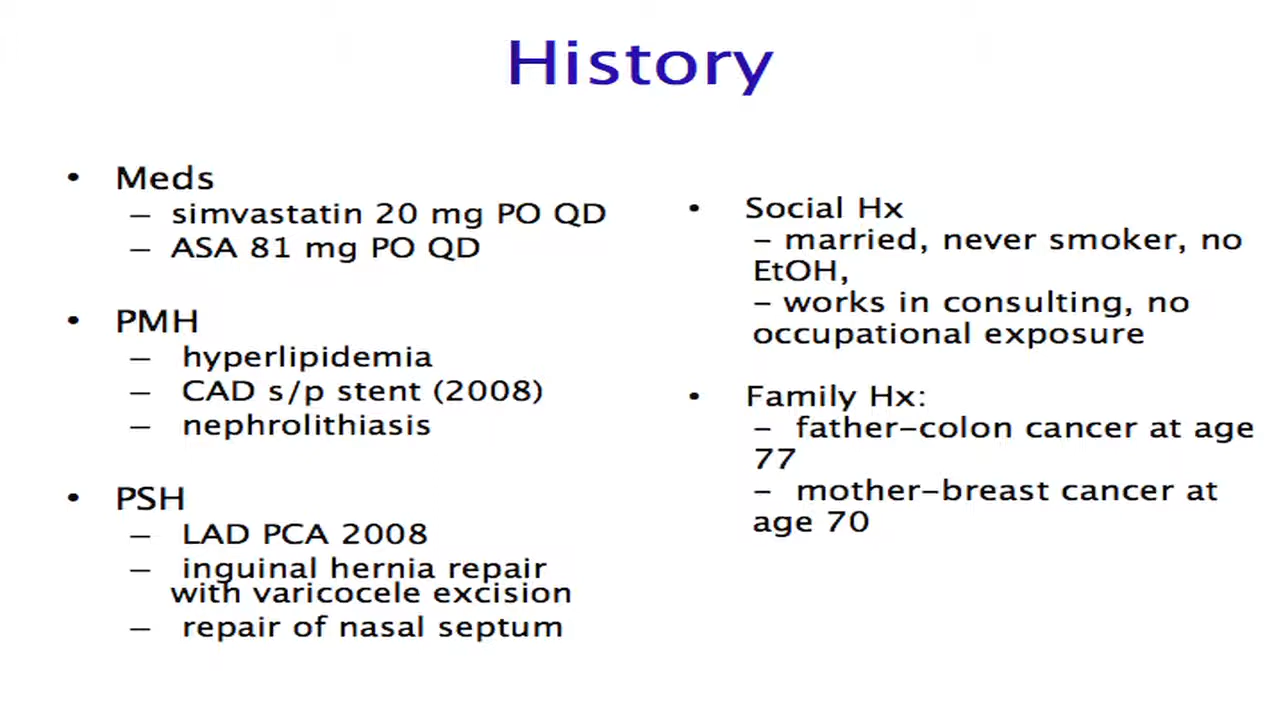 History
• Meds
– simvastatin 20 mg PO QD
– ASA 81 mg PO QD
• PMH
– hyperlipidemia
– CAD s/p stent (2008)
– nephrolithiasis
• PSH
– LAD PCA 2008
– inguinal hernia repair
with varicocele excision
– repair of nasal septum
• Social Hx
– married, never smoker, no
EtOH,
– works in consulting, no
occupational exposure
• Family Hx:
– father–colon cancer at age
77
– mother–breast cancer at
age 70